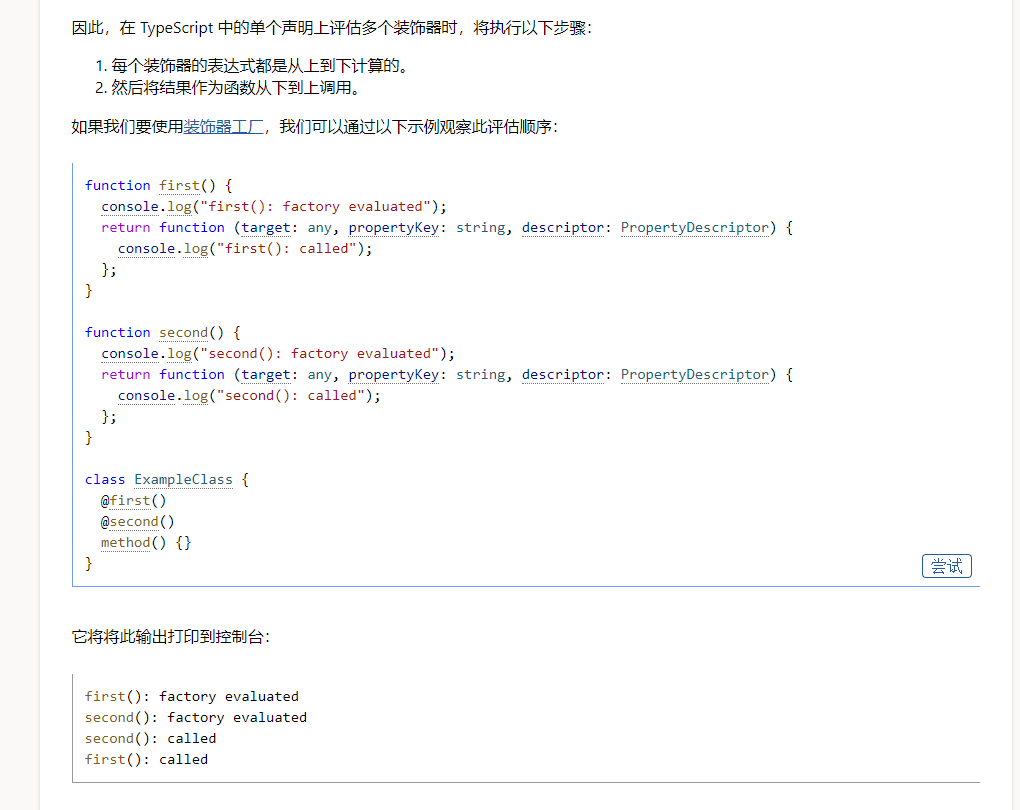 因此，在 TypeScript 中的单个声明上评估多个装饰器时，将执行以下步骤：
1. 每个装饰器的表达式都是从上到下计算的。
2. 然后将结果作为函数从下到上调用。
如果我们要使用装饰器工厂，我们可以通过以下示例观察此评估顺序：
function first() {
  console.log("first(): factory evaluated");
  return function (target: any, propertyKey: string, descriptor: PropertyDescriptor) {
    console.log("first(): called");
  };
}
function second() {
  console.log("second(): factory evaluated");
  return function (target: any, propertyKey: string, descriptor: PropertyDescriptor) {
    console.log("second(): called");
  };
}
class ExampleClass {
  @first()
  @second()
  method() {}
}
尝试
它将将此输出打印到控制台：
first(): factory evaluated
second(): factory evaluated
second(): called
first(): called